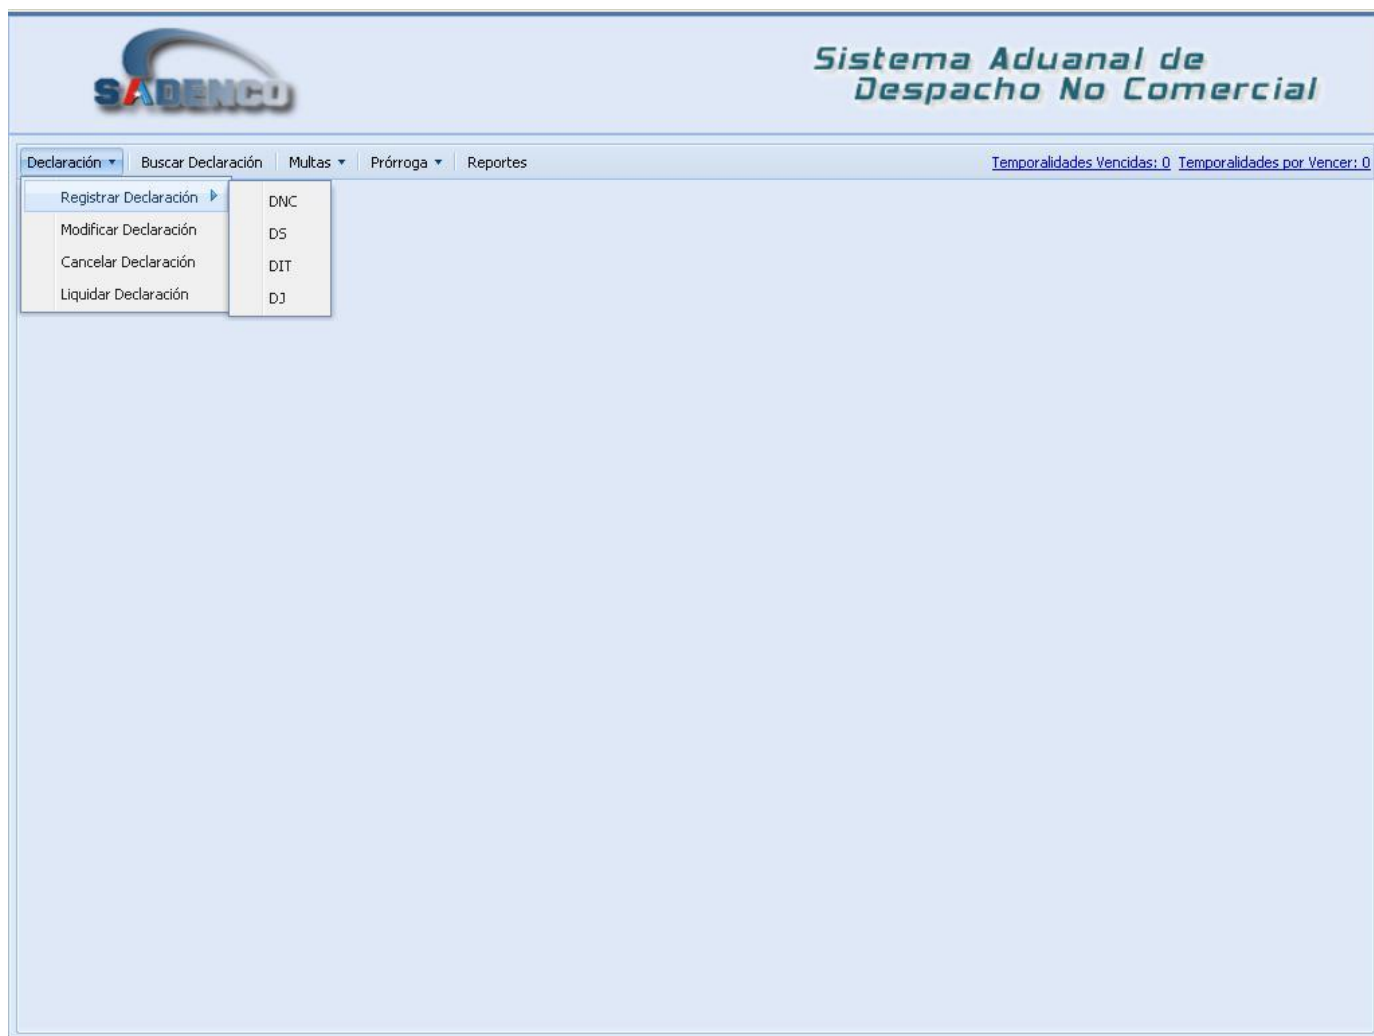 SADENCO
Sistema Aduanal de
Despacho No Comercial
Declaración Buscar Declaración Multas Prórroga Reportes Temporalidades Vencidas: 0 Temporalidades por Vencer: 0
Registrar Declaración
Modificar Declaración
Cancelar Declaración
Liquidar Declaración
DNC
DS
DIT
DJ